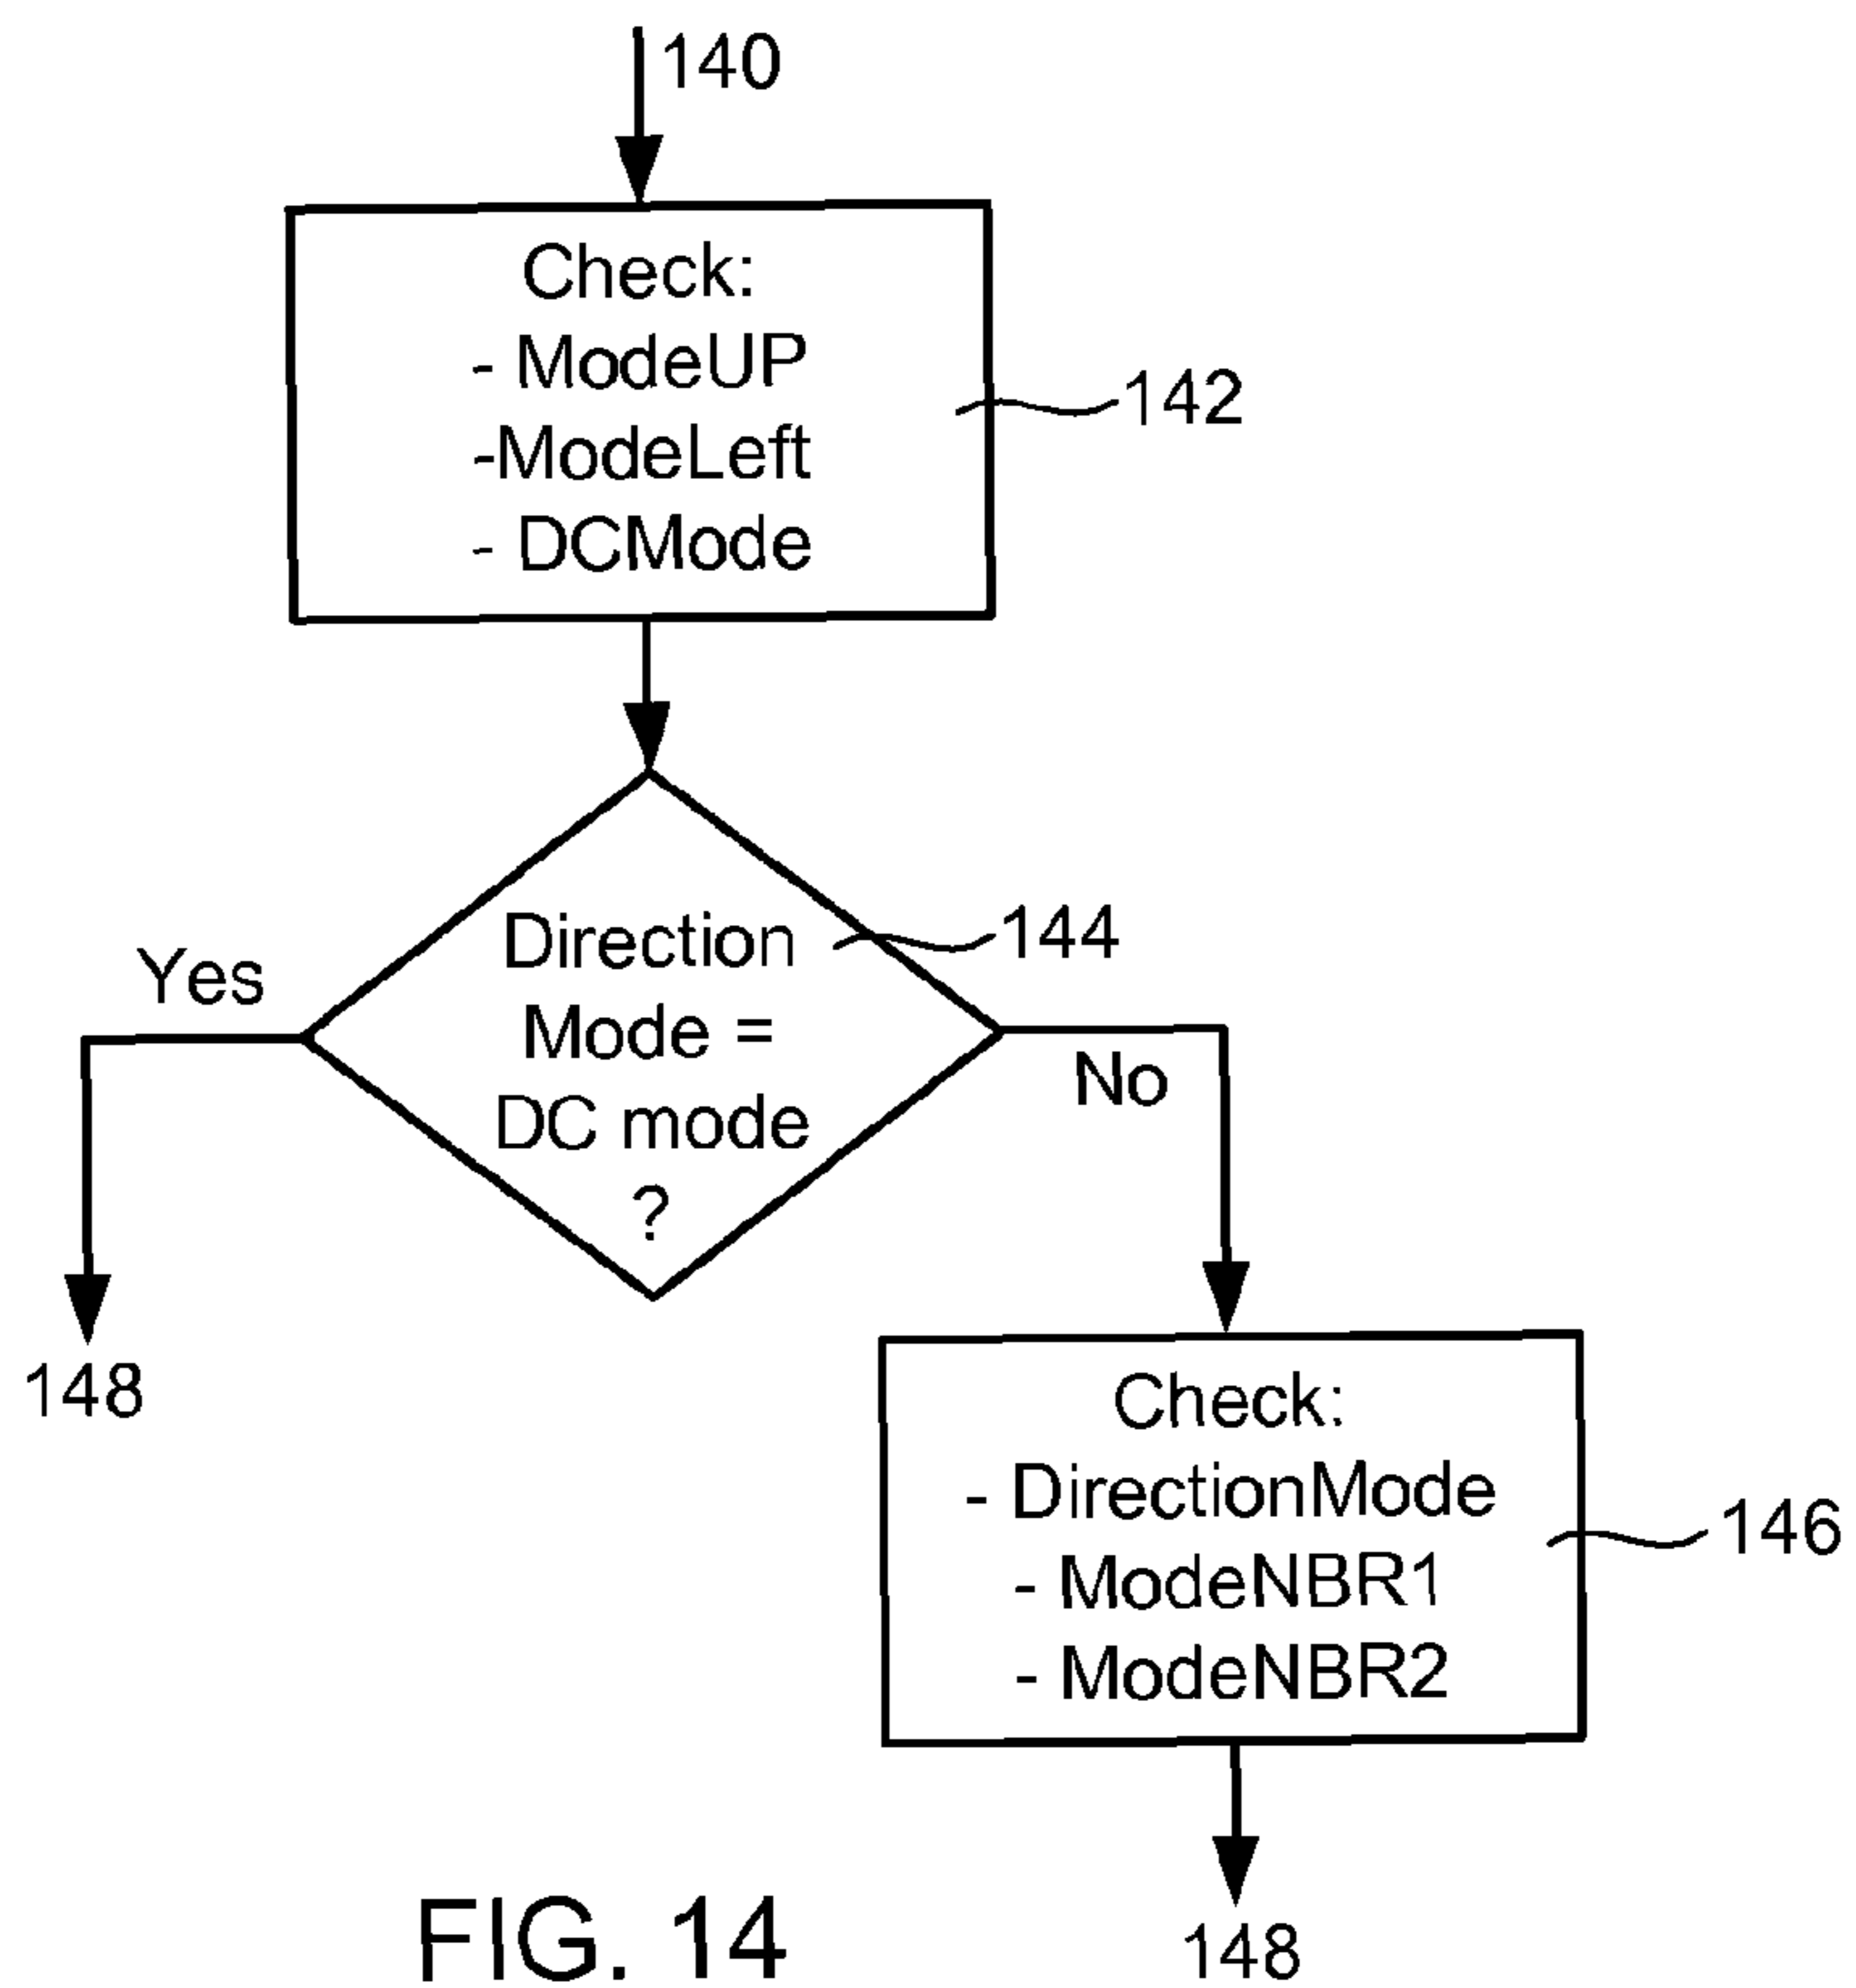 140
Check:
- ModeUP
-ModeLeft
- DCMode
142
Direction
Mode =
DC mode
?
144
Yes
No
148
Check:
- DirectionMode
- ModeNBR1
- ModeNBR2
146
148
FIG. 14